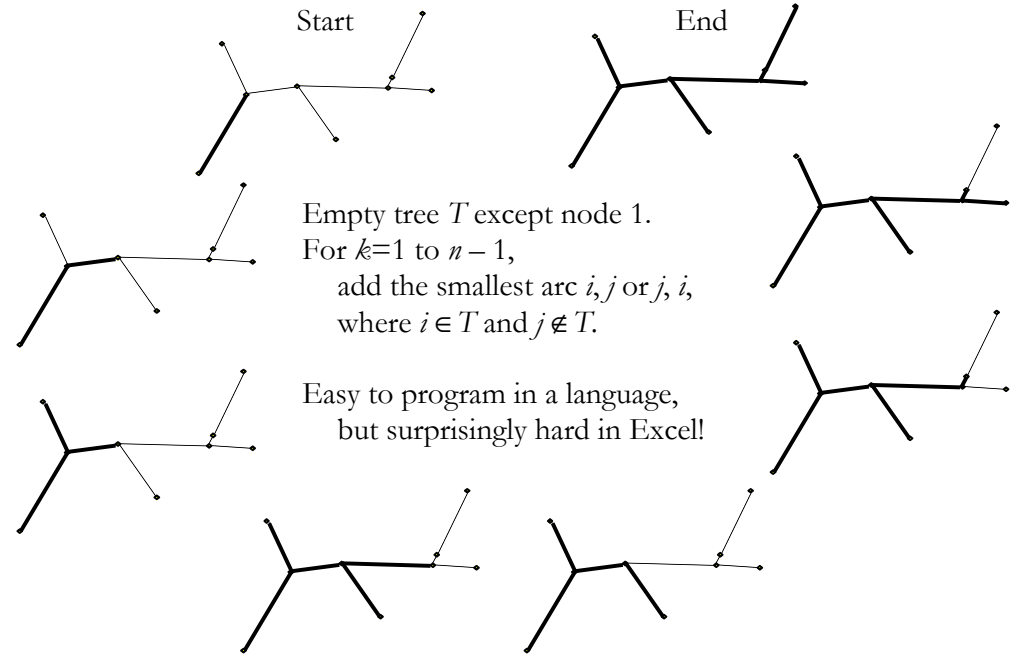 Start
End
Empty tree T except node 1.
For k=1 to n – 1,
add the smallest arc i, j or j, i,
where i ∈ T and j ∉ T.
Easy to program in a language,
but surprisingly hard in Excel!